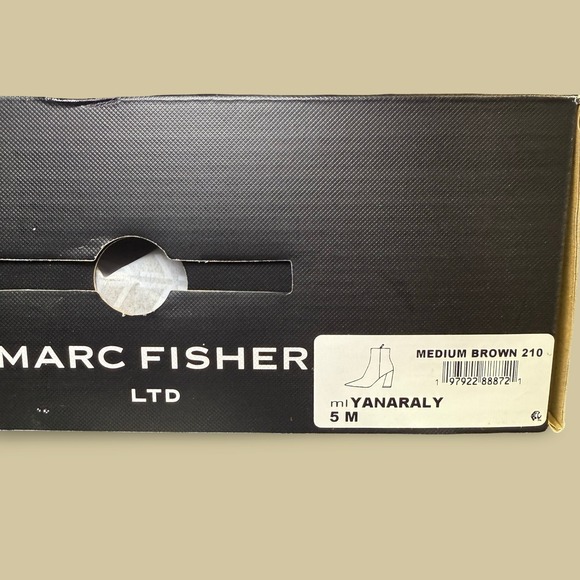 MARC FISHER
LTD
MEDIUM BROWN 210
1 97922 88872 1
mlYANARALY
5 M